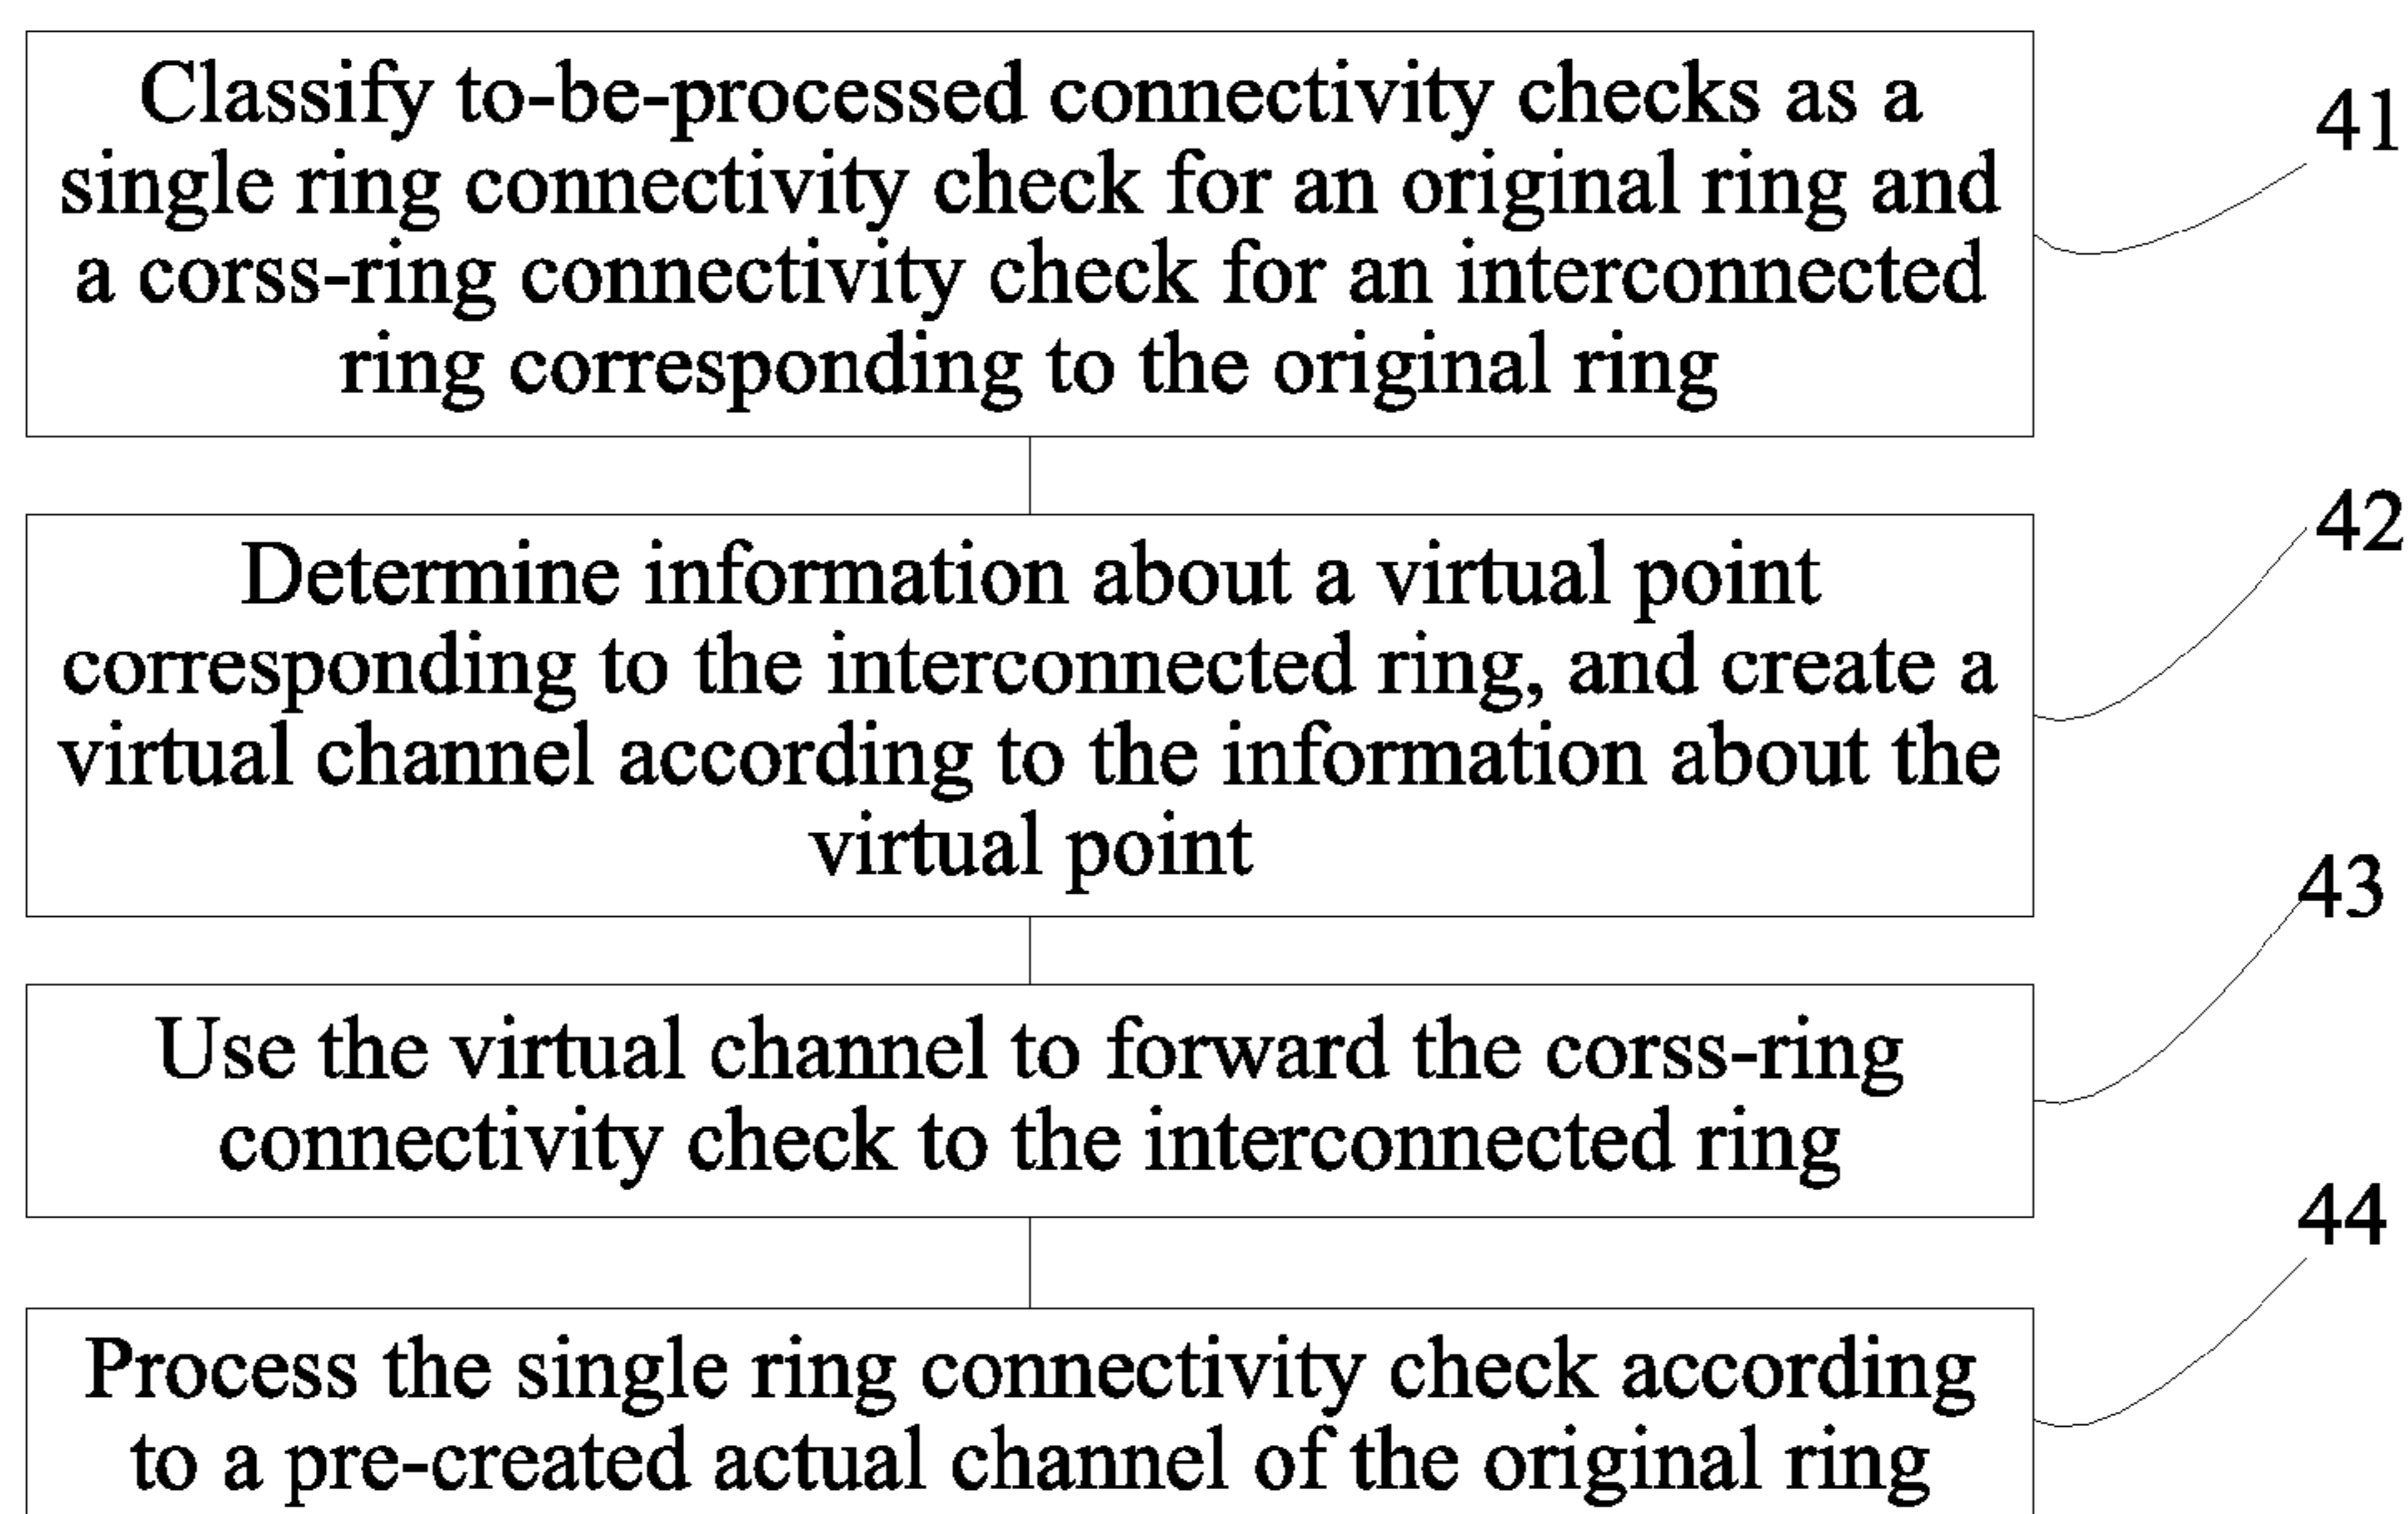 Classify to-be-processed connectivity checks as a
single ring connectivity check for an original ring and
a corss-ring connectivity check for an interconnected
ring corresponding to the original ring
41
Determine information about a virtual point
corresponding to the interconnected ring, and create a
virtual channel according to the information about the
virtual point
42
Use the virtual channel to forward the corss-ring
connectivity check to the interconnected ring
43
Process the single ring connectivity check according
to a pre-created actual channel of the original ring
44